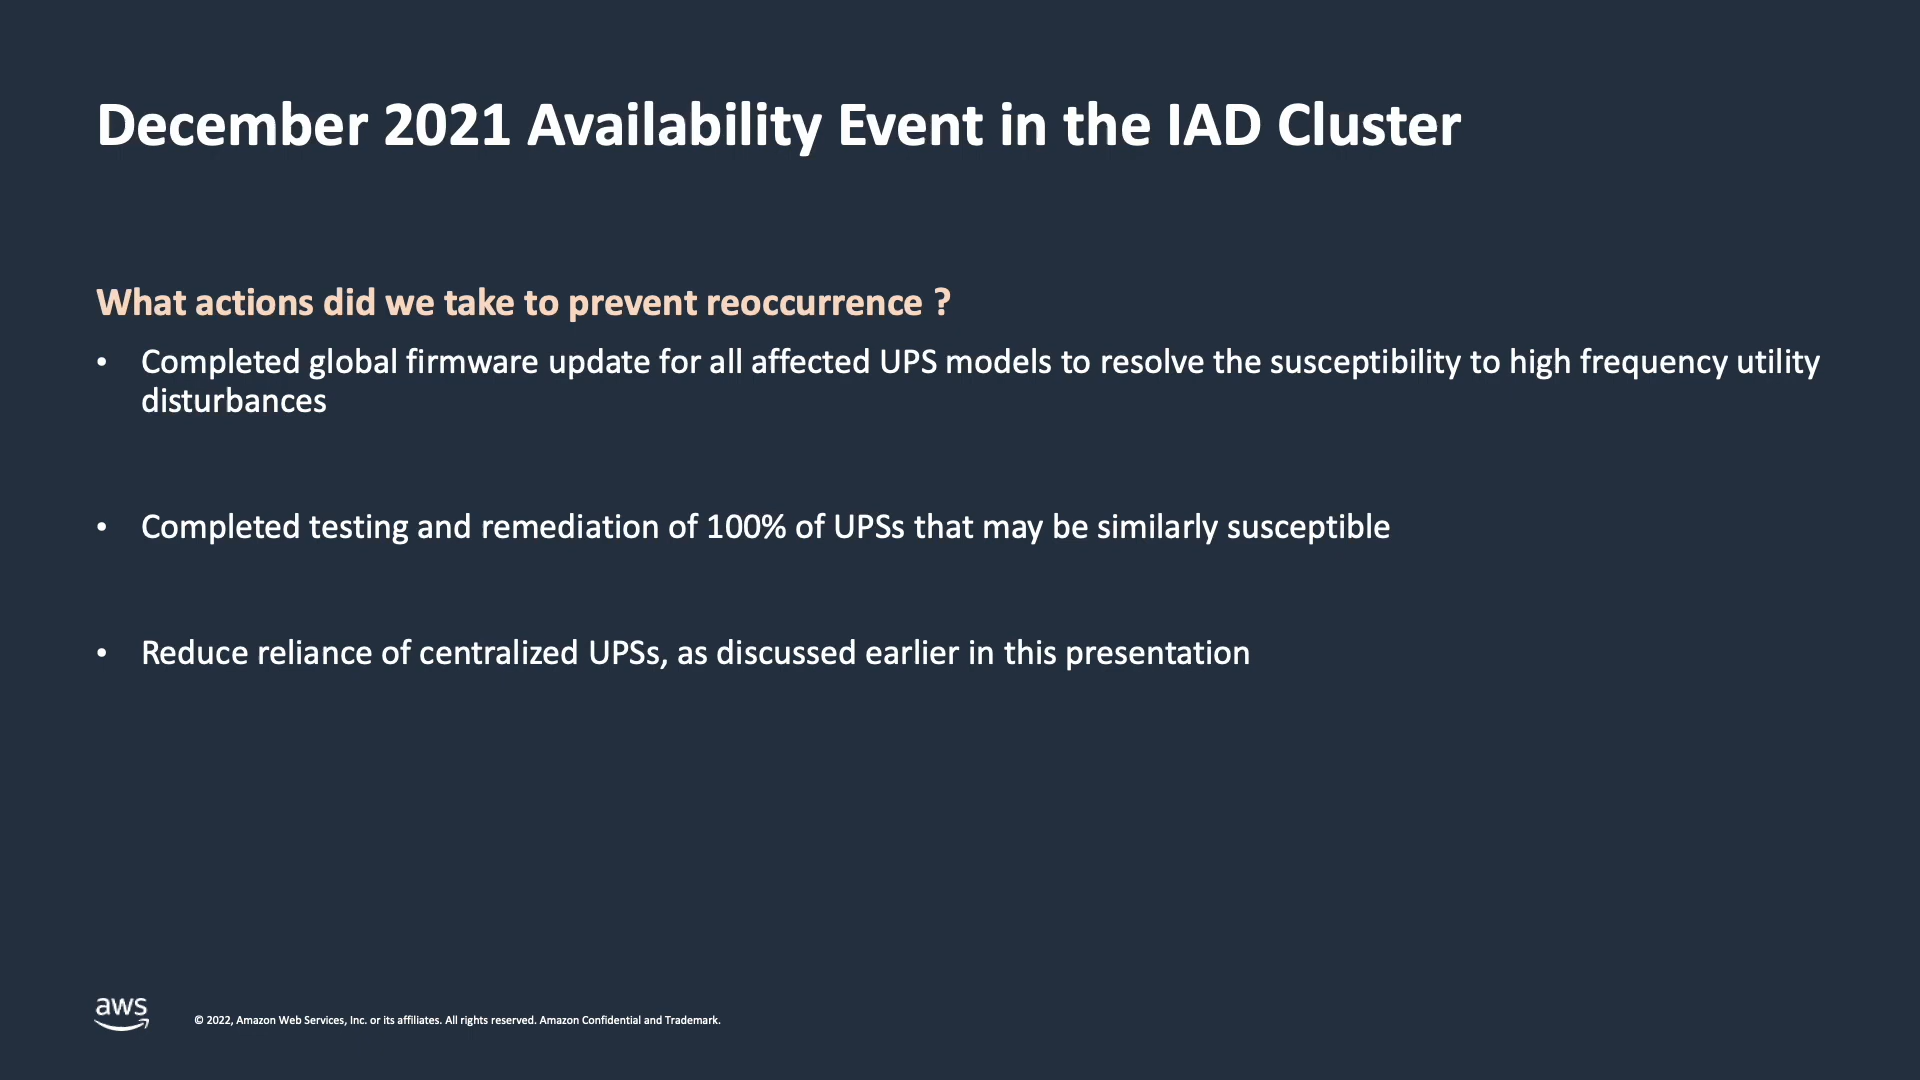 December 2021 Availability Event in the IAD Cluster
What actions did we take to prevent reoccurrence ?
• Completed global firmware update for all affected UPS models to resolve the susceptibility to high frequency utility
disturbances
• Completed testing and remediation of 100% of UPSs that may be similarly susceptible
• Reduce reliance of centralized UPSs, as discussed earlier in this presentation
aws
© 2022, Amazon Web Services, Inc. or its affiliates. All rights reserved. Amazon Confidential and Trademark.